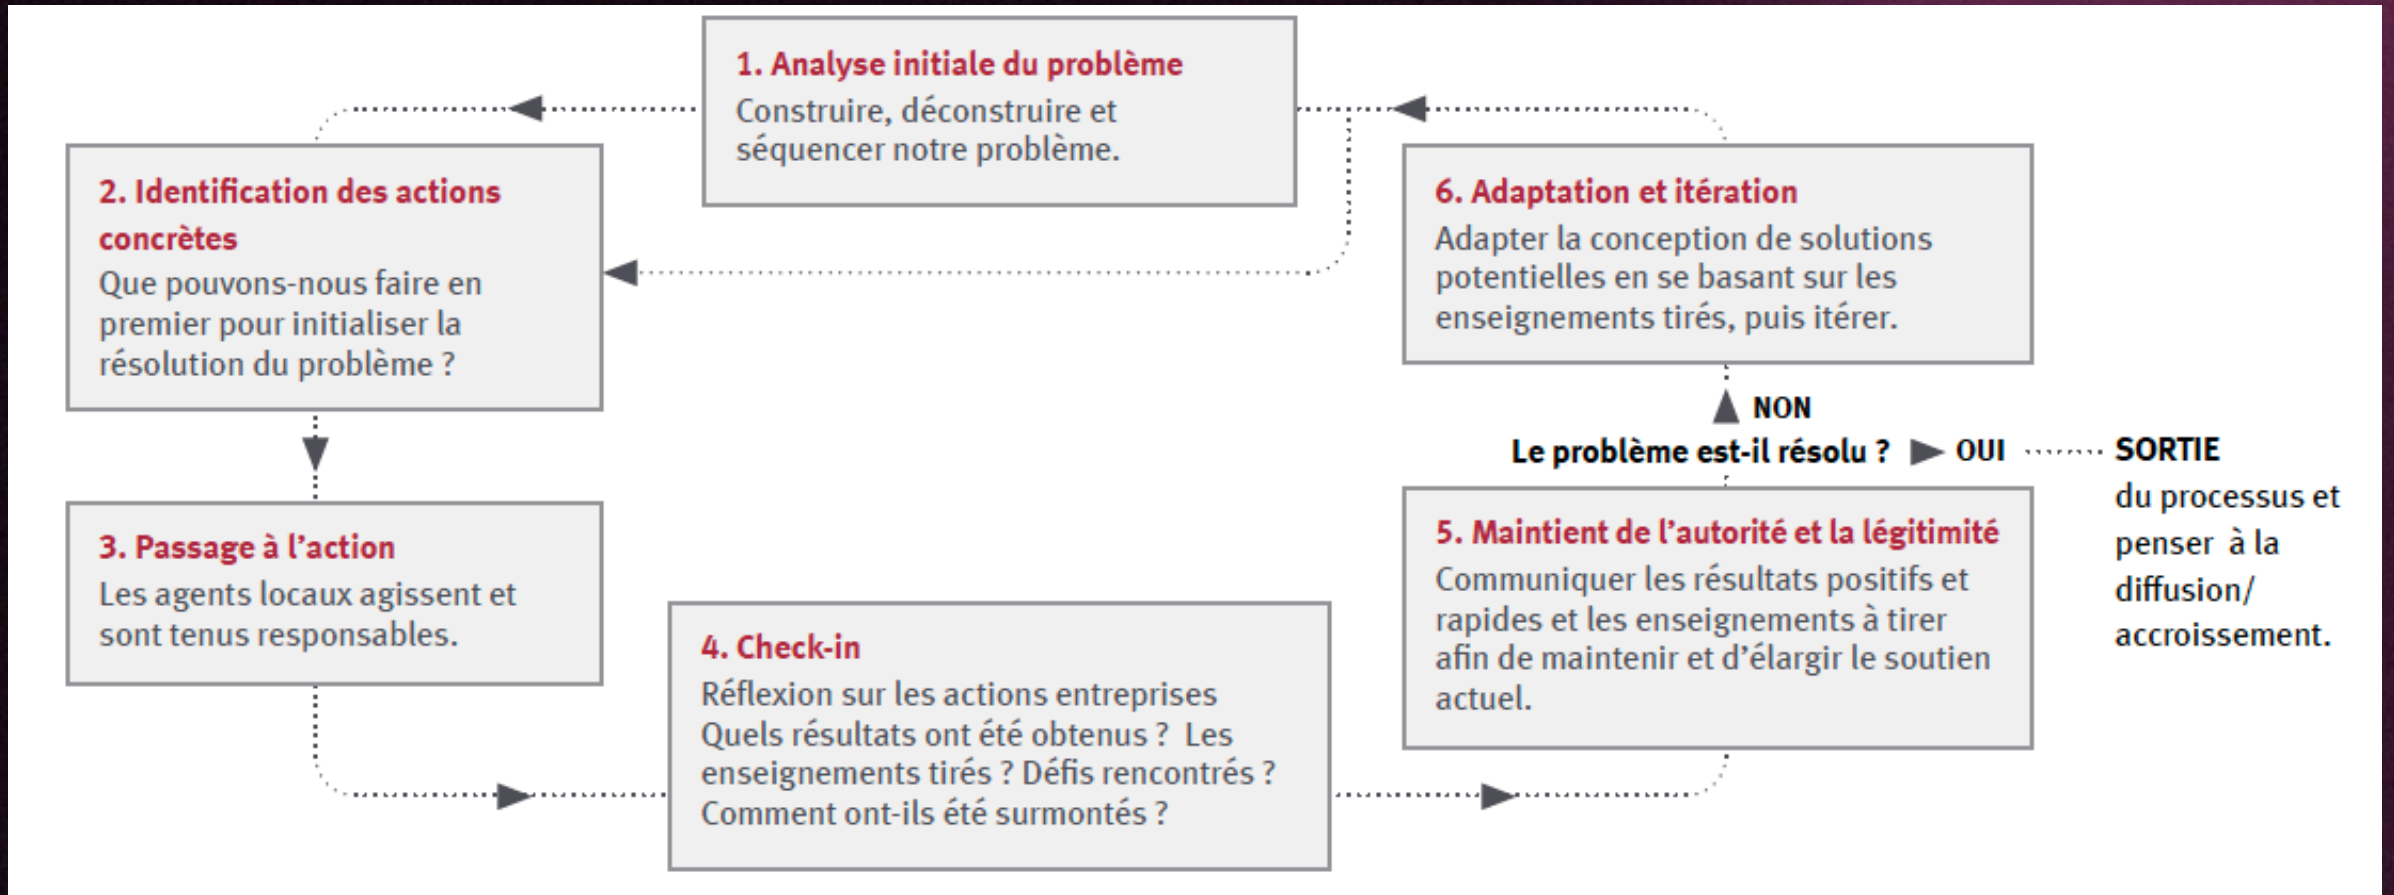 1. Analyse initiale du problème
Construire, déconstruire et
séquencer notre problème.
2. Identification des actions
concrètes
Que pouvons-nous faire en
premier pour initialiser la
résolution du problème ?
3. Passage à l'action
Les agents locaux agissent et
sont tenus responsables.
4. Check-in
Réflexion sur les actions entreprises
Quels résultats ont été obtenus ? Les
enseignements tirés ? Défis rencontrés ?
Comment ont-ils été surmontés ?
5. Maintient de l'autorité et la légitimité
Communiquer les résultats positifs et
rapides et les enseignements à tirer
afin de maintenir et d'élargir le soutien
actuel.
Le problème est-il résolu ? OUI SORTIE
du processus et
penser à la
diffusion/
accroissement.
NON
6. Adaptation et itération
Adapter la conception de solutions
potentielles en se basant sur les
enseignements tirés, puis itérer.